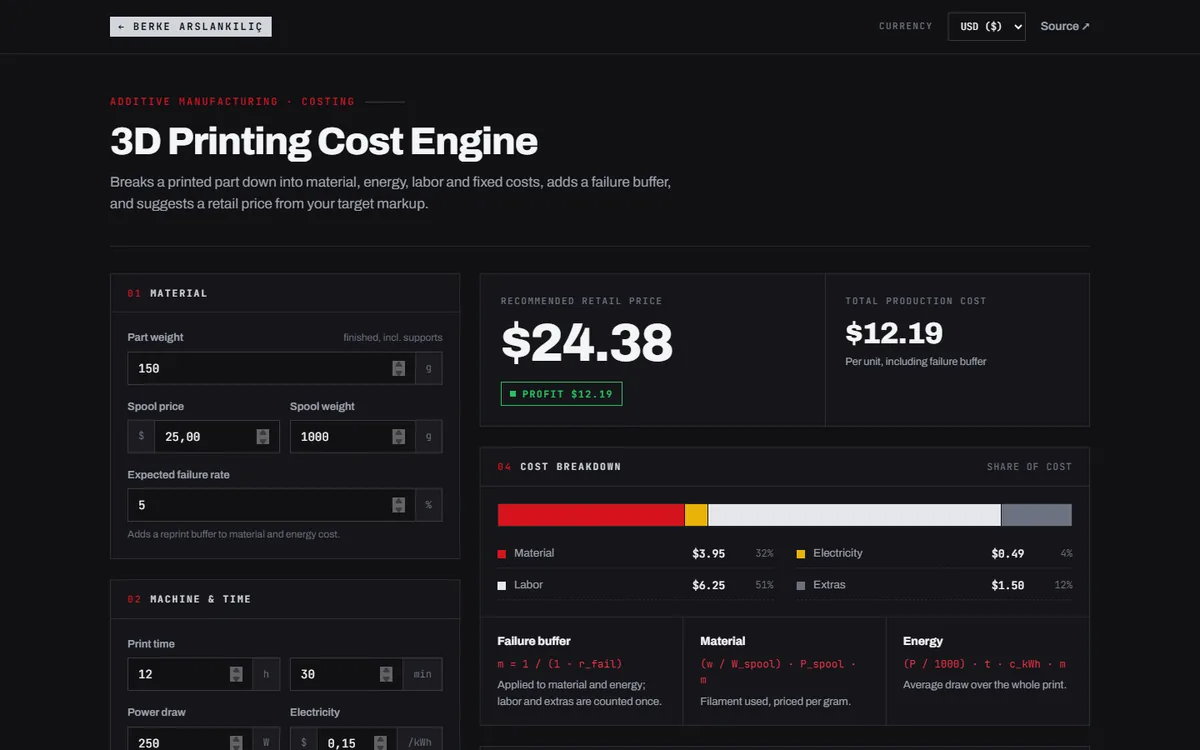 ← BERKE ARSLANKILIÇ
CURRENCY
USD ($)
Source ↗
ADDITIVE MANUFACTURING · COSTING
3D Printing Cost Engine
Breaks a printed part down into material, energy, labor and fixed costs, adds a failure buffer,
and suggests a retail price from your target markup.
01 MATERIAL
Part weight
finished, incl. supports
150
g
Spool price
Spool weight
$
25,00
1000
g
Expected failure rate
5
%
Adds a reprint buffer to material and energy cost.
02 MACHINE & TIME
Print time
12
h
30
min
Power draw
Electricity
250
W
$
0,15
/kWh
RECOMMENDED RETAIL PRICE
$24.38
PROFIT $12.19
TOTAL PRODUCTION COST
$12.19
Per unit, including failure buffer
04 COST BREAKDOWN
SHARE OF COST
Material $3.95 32%
Electricity $0.49 4%
Labor $6.25 51%
Extras $1.50 12%
Failure buffer
m = 1 / (1 - r_fail)
Applied to material and energy;
labor and extras are counted once.
Material
(w / W_spool) · P_spool ·
m
Filament used, priced per gram.
Energy
(P / 1000) · t · c_kWh · m
Average draw over the whole print.